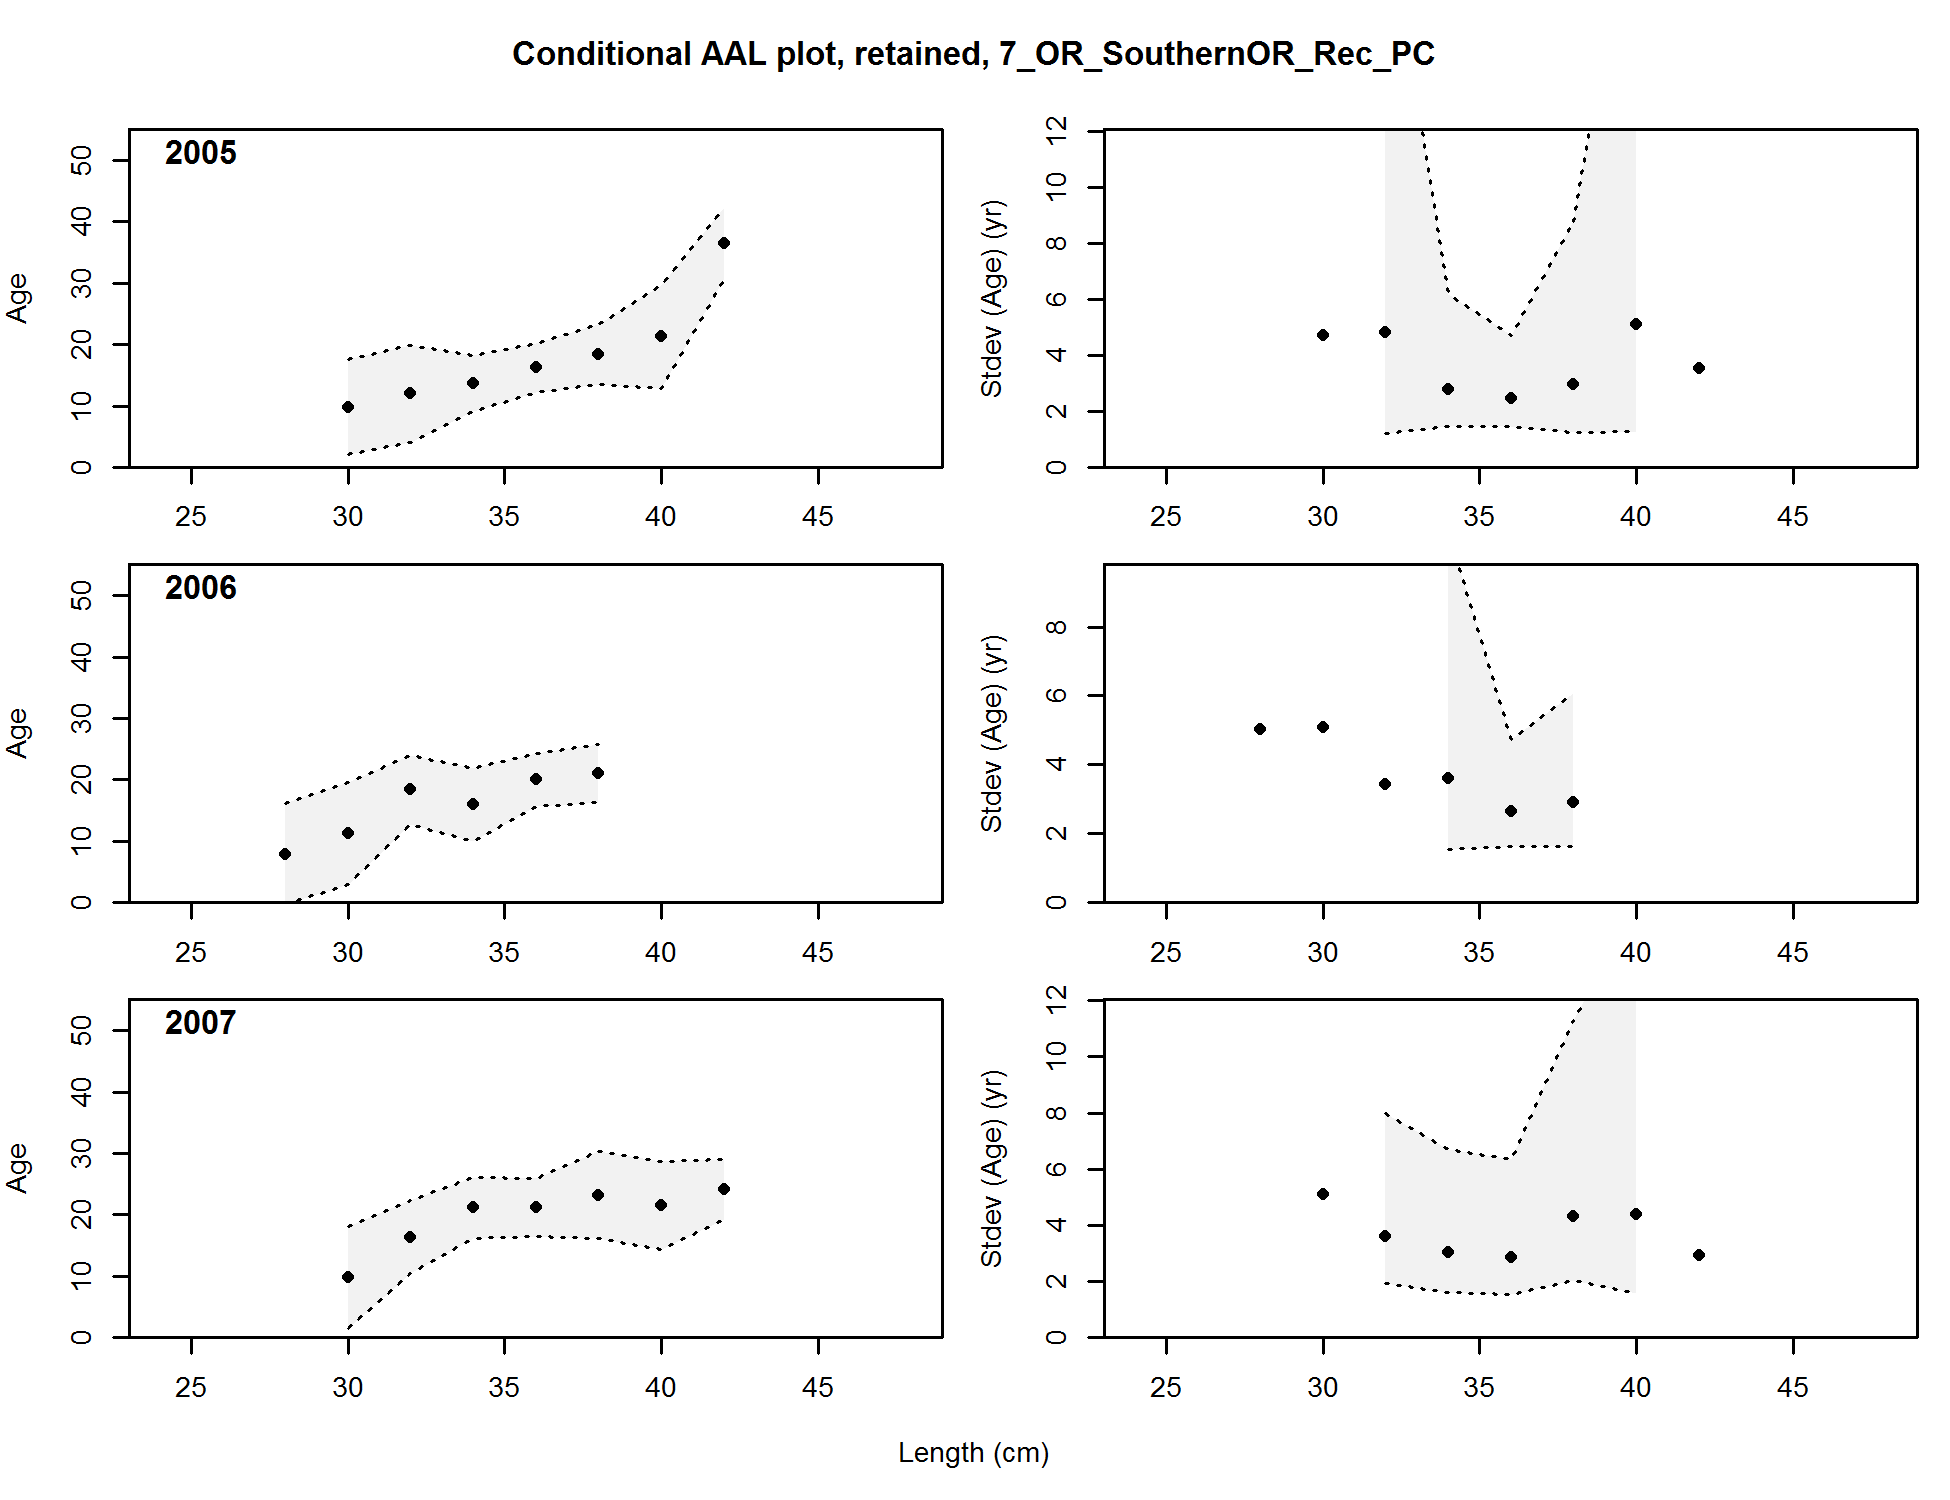 Conditional AAL plot, retained, 7_OR_SouthernOR_Rec_PC
2005
Age
0 10 20 30 40 50
25 30 35 40 45
Stdev (Age) (yr)
0 2 4 6 8 10 12
25 30 35 40 45
2006
Age
0 10 20 30 40 50
25 30 35 40 45
Stdev (Age) (yr)
0 2 4 6 8
25 30 35 40 45
2007
Age
0 10 20 30 40 50
25 30 35 40 45
Stdev (Age) (yr)
0 2 4 6 8 10 12
25 30 35 40 45
Length (cm)